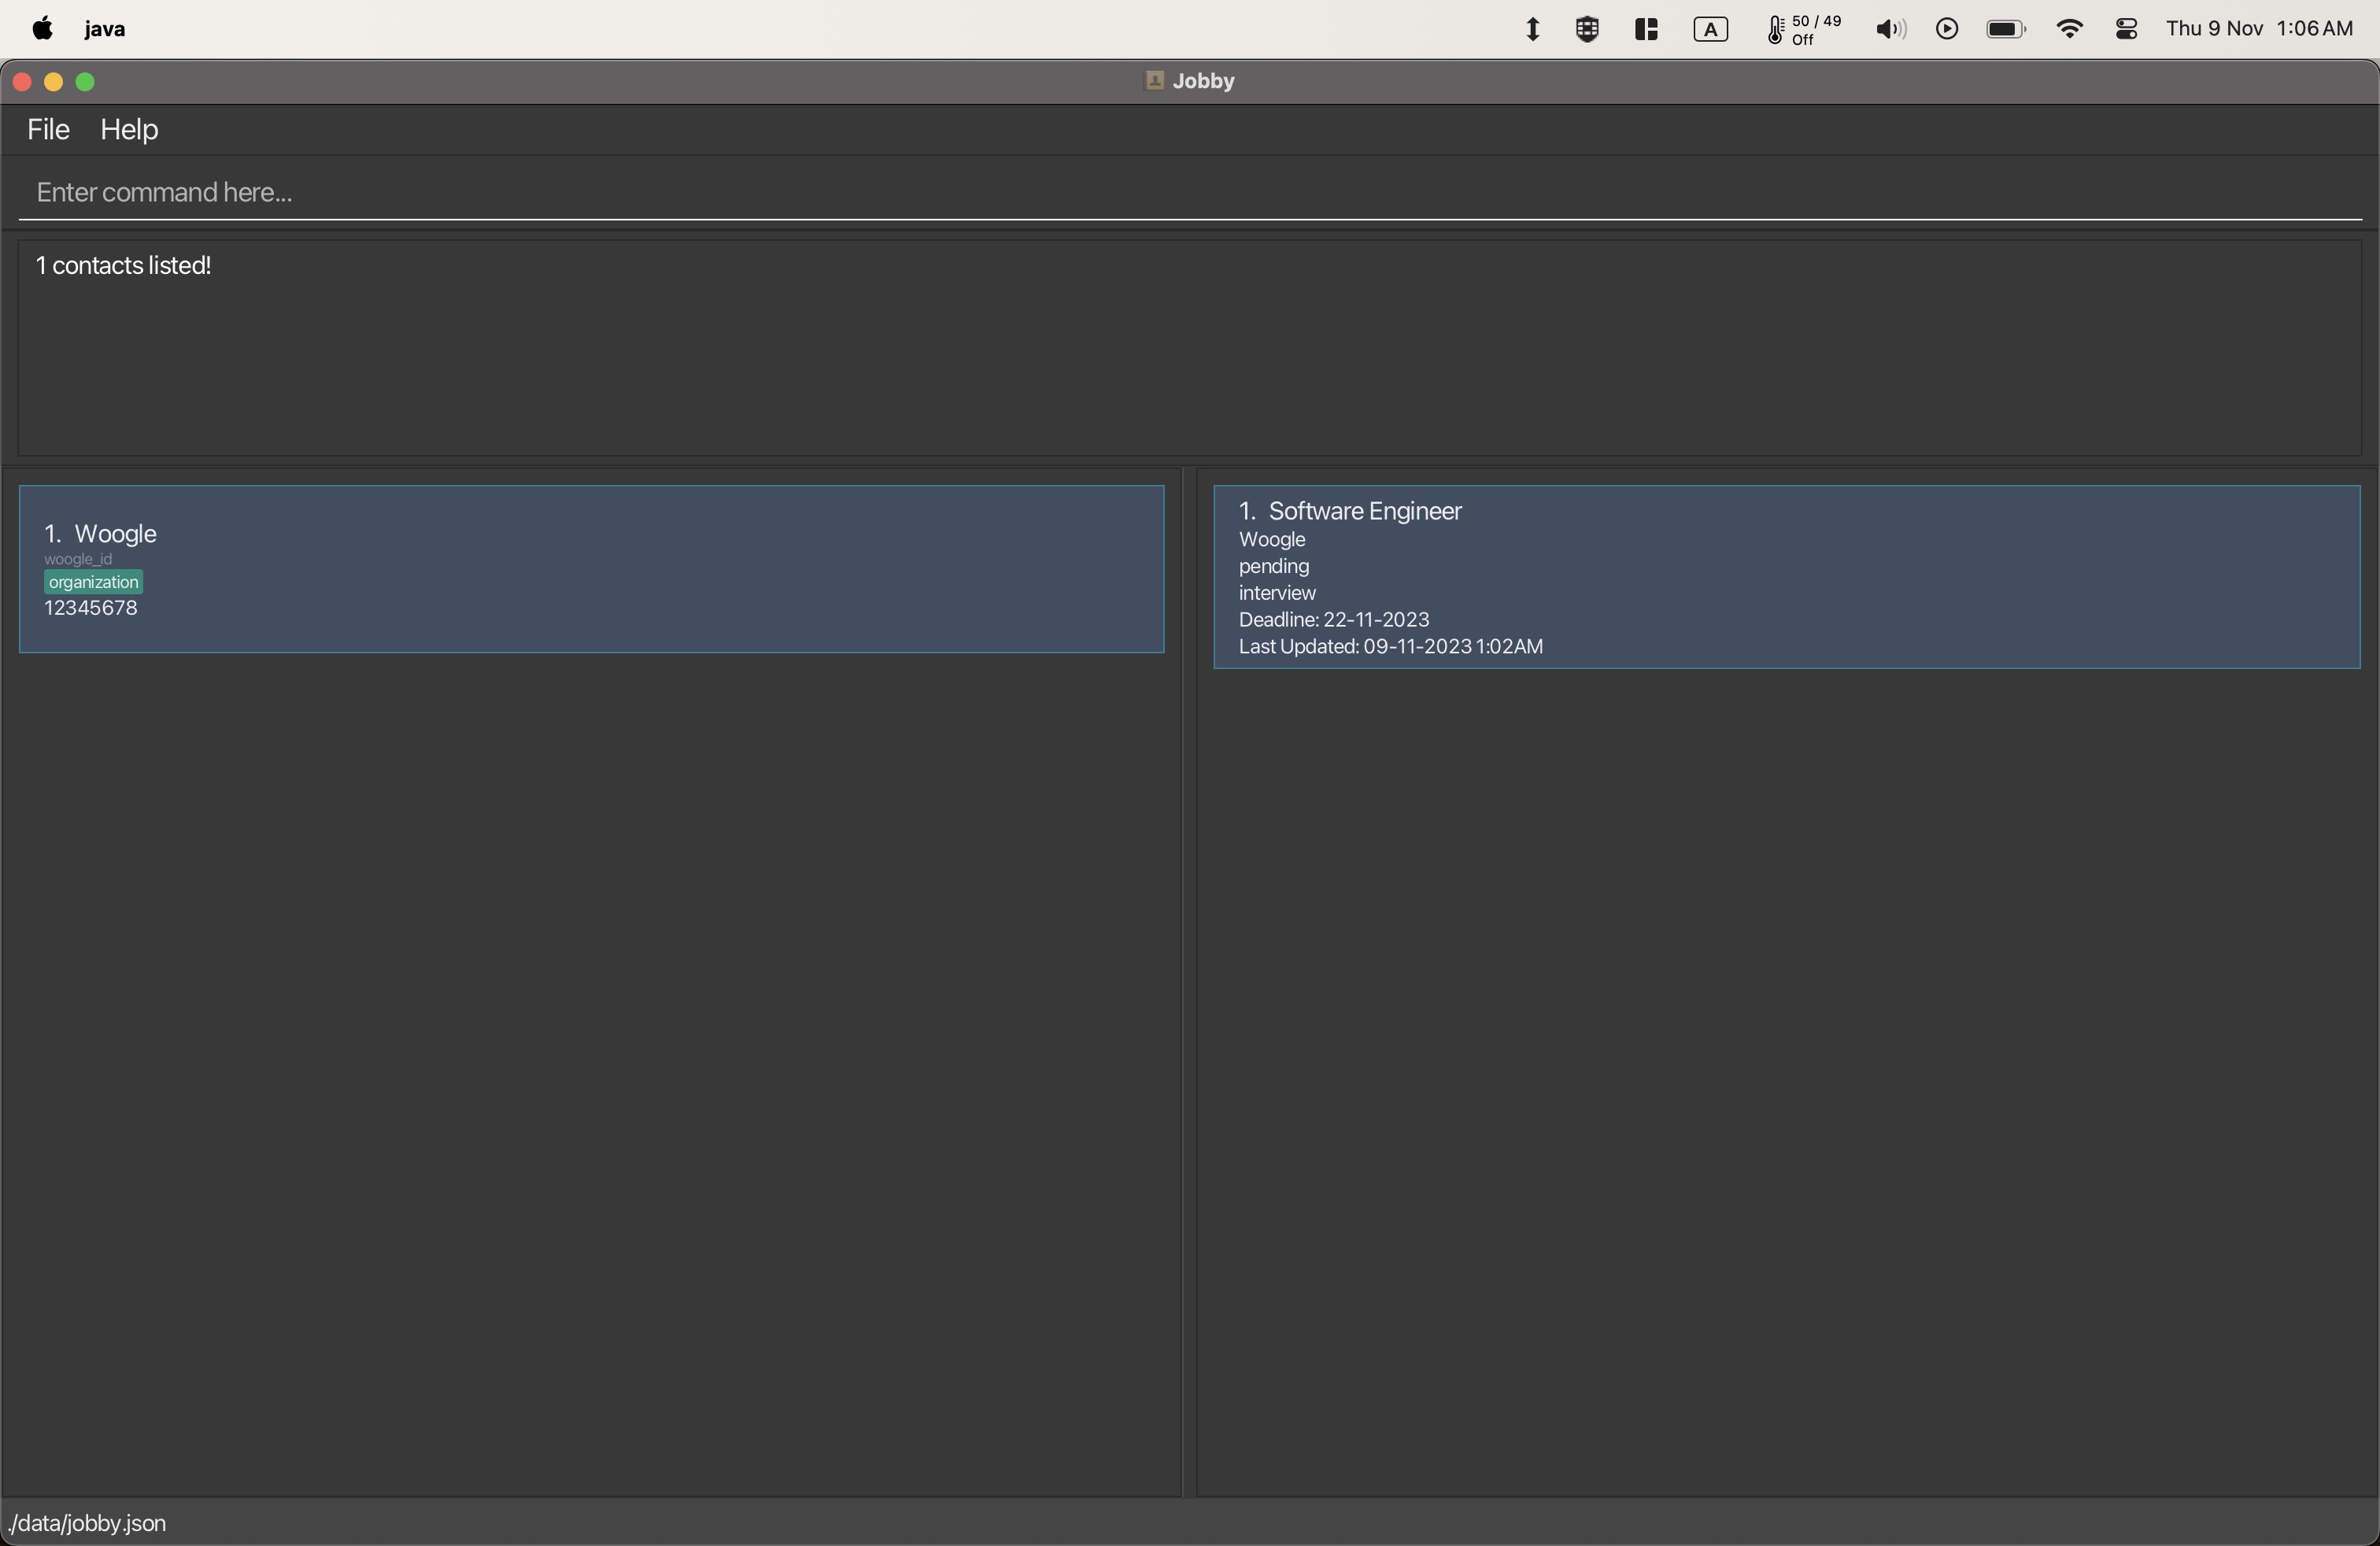 java
A
50 / 49
Off
Thu 9 Nov 1:06 AM
Jobby
File Help
Enter command here...
1 contacts listed!
1. Woogle
woogle_id
organization
12345678
1. Software Engineer
Woogle
pending
interview
Deadline: 22-11-2023
Last Updated: 09-11-2023 1:02AM
./data/jobby.json